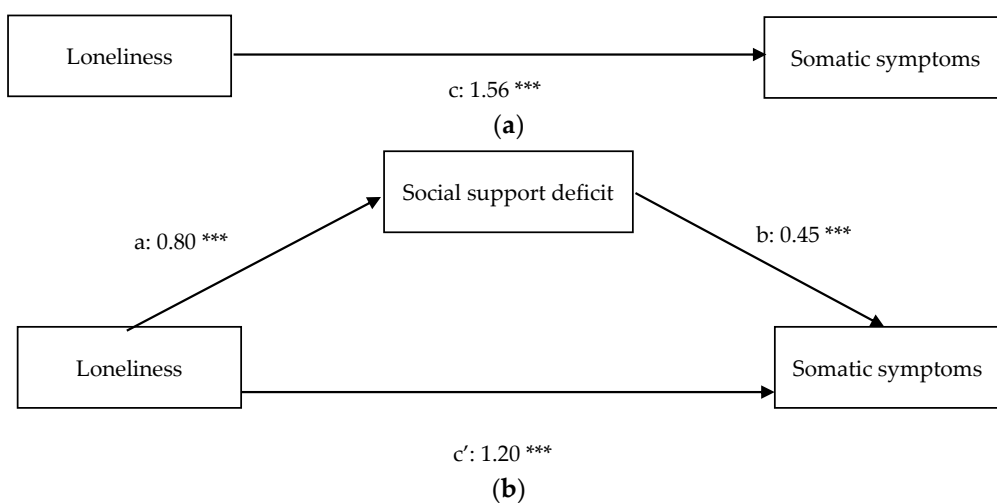 Loneliness
Somatic symptoms
c: 1.56 ***
(a)
Social support deficit
a: 0.80 ***
b: 0.45 ***
Loneliness
Somatic symptoms
c’: 1.20 ***
(b)